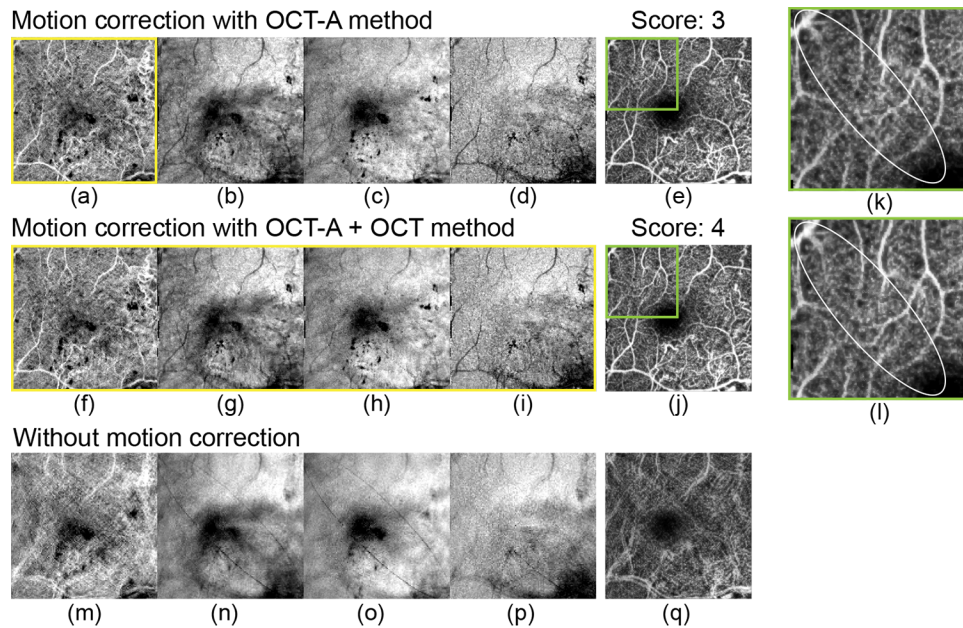 Motion correction with OCT-A method Score: 3
(a) (b) (c) (d) (e) (k)
Motion correction with OCT-A + OCT method Score: 4
(f) (g) (h) (i) (j) (l)
Without motion correction
(m) (n) (o) (p) (q)